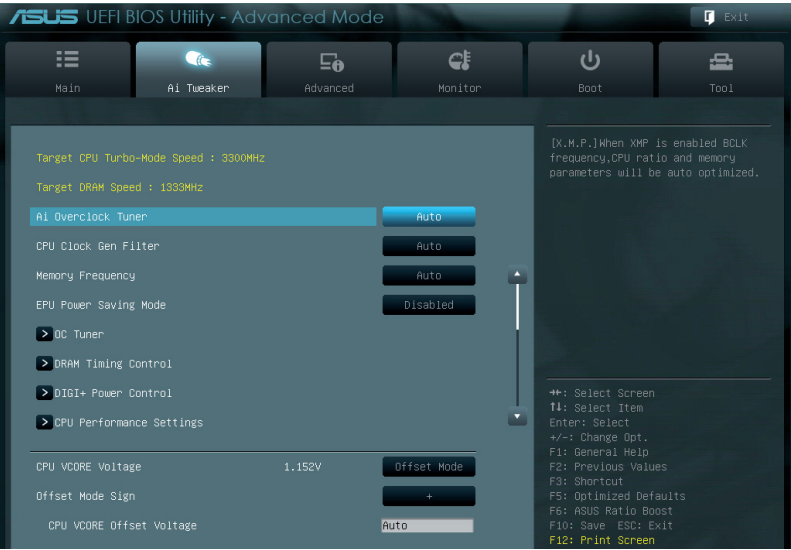 ASUS UEFI BIOS Utility - Advanced Mode
Exit
Main
Ai Tweaker
Advanced
Monitor
Boot
Tool
Target CPU Turbo-Mode Speed : 3300MHz
Target DRAM Speed : 1333MHz
Ai Overclock Tuner Auto
CPU Clock Gen Filter Auto
Memory Frequency Auto
EPU Power Saving Mode Disabled
> OC Tuner
> DRAM Timing Control
> DIGI+ Power Control
> CPU Performance Settings
CPU VCORE Voltage 1.152V Offset Mode
Offset Mode Sign +
CPU VCORE Offset Voltage Auto
[X.M.P.]When XMP is enabled BCLK
frequency,CPU ratio and memory
parameters will be auto optimized.
→←: Select Screen
↑↓: Select Item
Enter: Select
+/-: Change Opt.
F1: General Help
F2: Previous Values
F3: Shortcut
F5: Optimized Defaults
F6: ASUS Ratio Boost
F10: Save ESC: Exit
F12: Print Screen